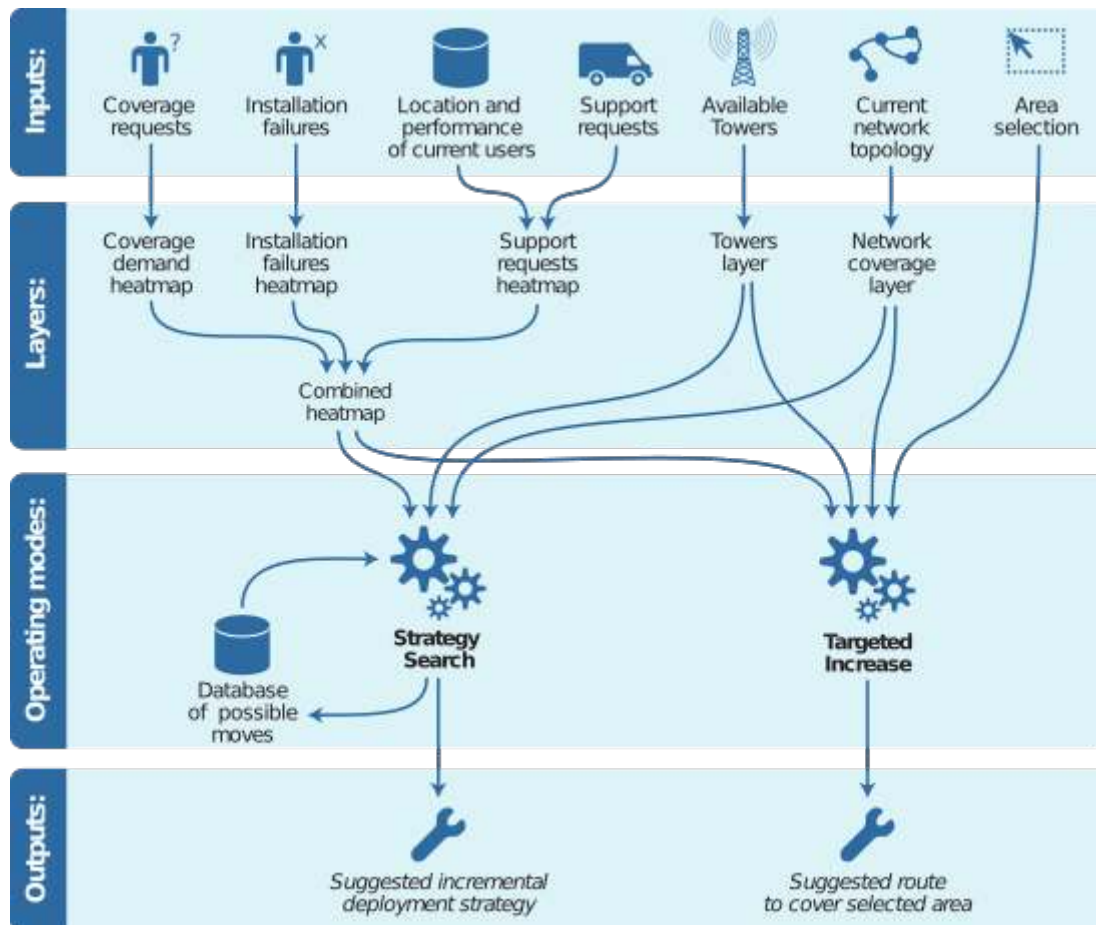 Inputs:
?
Coverage
requests
x
Installation
failures
Location and
performance
of current users
Support
requests
Available
Towers
Current
network
topology
Area
selection
Layers:
Coverage
demand
heatmap
Installation
failures
heatmap
Support
requests
heatmap
Towers
layer
Network
coverage
layer
Combined
heatmap
Operating modes:
Strategy
Search
Targeted
Increase
Database
of possible
moves
Outputs:
Suggested incremental
deployment strategy
Suggested route
to cover selected area